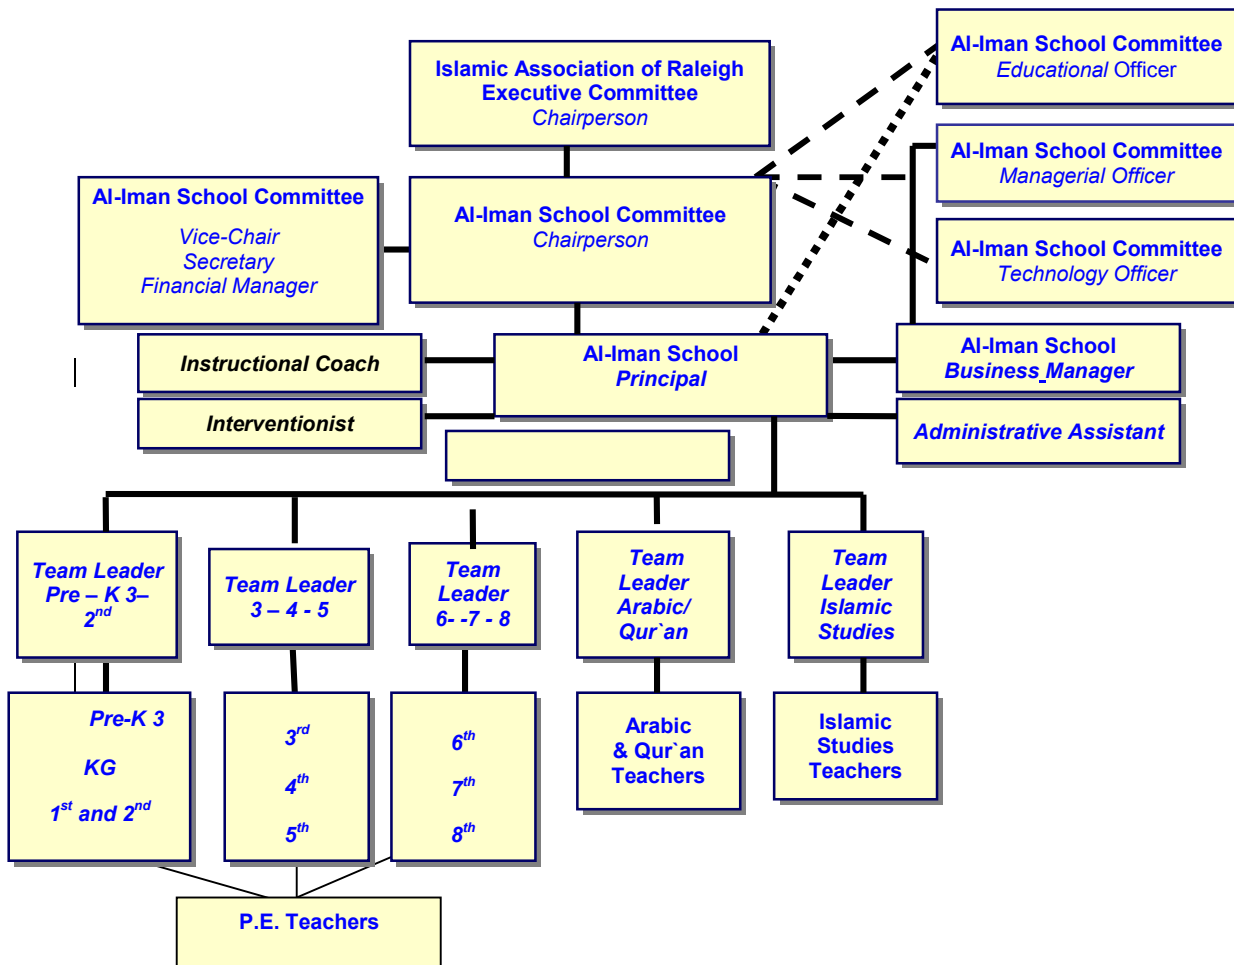 Islamic Association of Raleigh
Executive Committee
Chairperson
Al-Iman School Committee
Educational Officer
Al-Iman School Committee
Managerial Officer
Al-Iman School Committee
Technology Officer
Al-Iman School Committee
Vice-Chair
Secretary
Financial Manager
Al-Iman School Committee
Chairperson
Instructional Coach
Interventionist
Al-Iman School
Principal
Al-Iman School
Business Manager
Administrative Assistant
Team Leader
Pre – K 3–
2nd
Team Leader
3 – 4 - 5
Team
Leader
6- -7 - 8
Team
Leader
Arabic/
Qur`an
Team
Leader
Islamic
Studies
Pre-K 3
KG
1st and 2nd
3rd
4th
5th
6th
7th
8th
Arabic
& Qur`an
Teachers
Islamic
Studies
Teachers
P.E. Teachers